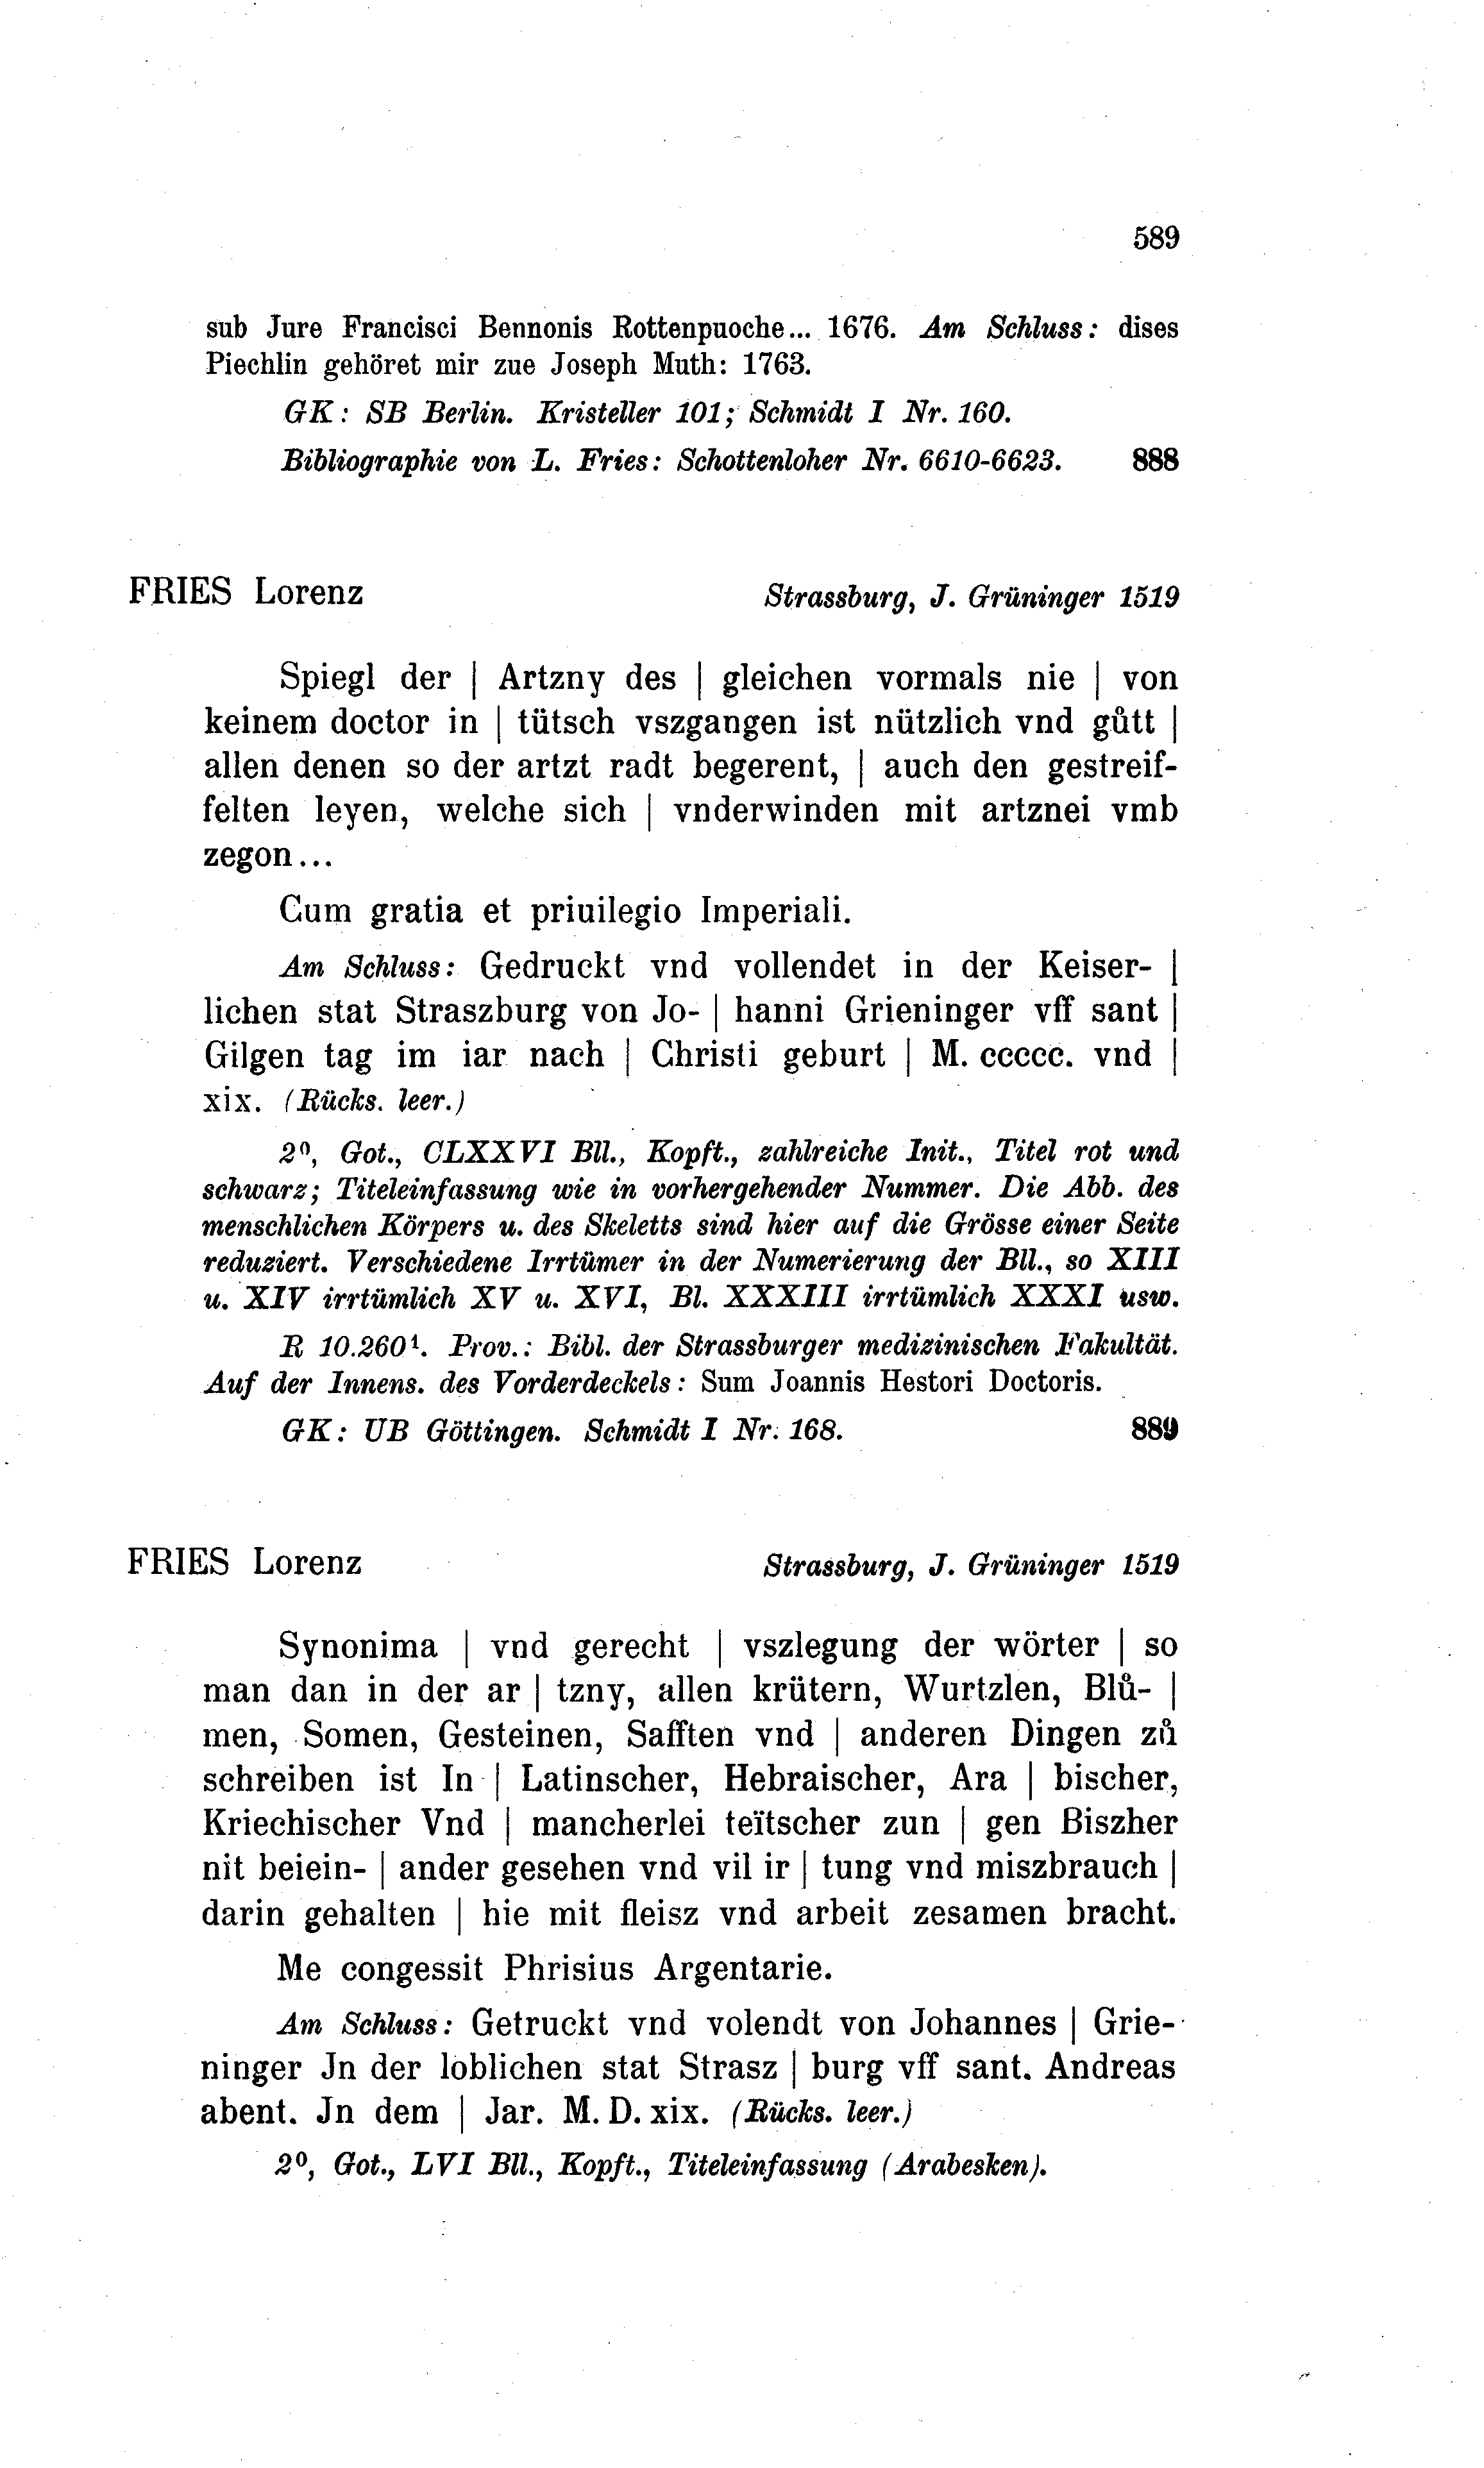 589
sub Jure Francisci Bennonis Rottenpuoche... 1676. Am Schluss: dises
Piechlin gehöret mir zue Joseph Muth: 1763.
GK: SB Berlin. Kristeller 101; Schmidt I Nr. 160.
Bibliographie von L. Fries: Schottenloher Nr. 6610-6623. 888
FRIES Lorenz Strassburg, J. Grüninger 1519
Spiegl der | Artzny des | gleichen vormals nie | von
keinem doctor in | tütsch vszgangen ist nützlich vnd gůtt |
allen denen so der artzt radt begerent, | auch den gestreif-
felten leyen, welche sich | vnderwinden mit artznei vmb
zegon...
Cum gratia et priuilegio Imperiali.
Am Schluss: Gedruckt vnd vollendet in der Keiser- |
lichen stat Straszburg von Jo- | hanni Grieninger vff sant |
Gilgen tag im iar nach | Christi geburt | M. ccccc. vnd |
xix. (Rücks. leer.)
2⁰, Got., CLXXVI Bll., Kopft., zahlreiche Init., Titel rot und
schwarz; Titeleinfassung wie in vorhergehender Nummer. Die Abb. des
menschlichen Körpers u. des Skeletts sind hier auf die Grösse einer Seite
reduziert. Verschiedene Irrtümer in der Numerierung der Bll., so XIII
u. XIV irrtümlich XV u. XVI, Bl. XXXIII irrtümlich XXXI usw.
R 10.260¹. Prov.: Bibl. der Strassburger medizinischen Fakultät.
Auf der Innens. des Vorderdeckels: Sum Joannis Hestori Doctoris.
GK: UB Göttingen. Schmidt I Nr. 168. 889
FRIES Lorenz Strassburg, J. Grüninger 1519
Synonima | vnd gerecht | vszlegung der wörter | so
man dan in der ar | tzny, allen krütern, Wurtzlen, Blů- |
men, Somen, Gesteinen, Safften vnd | anderen Dingen zů
schreiben ist In | Latinscher, Hebraischer, Ara | bischer,
Kriechischer Vnd | mancherlei teïtscher zun | gen Biszher
nit beiein- | ander gesehen vnd vil ir | tung vnd miszbrauch |
darin gehalten | hie mit fleisz vnd arbeit zesamen bracht.
Me congessit Phrisius Argentarie.
Am Schluss: Getruckt vnd volendt von Johannes | Grie-
ninger Jn der loblichen stat Strasz | burg vff sant. Andreas
abent. Jn dem | Jar. M. D. xix. (Rücks. leer.)
2⁰, Got., LVI Bll., Kopft., Titeleinfassung (Arabesken).